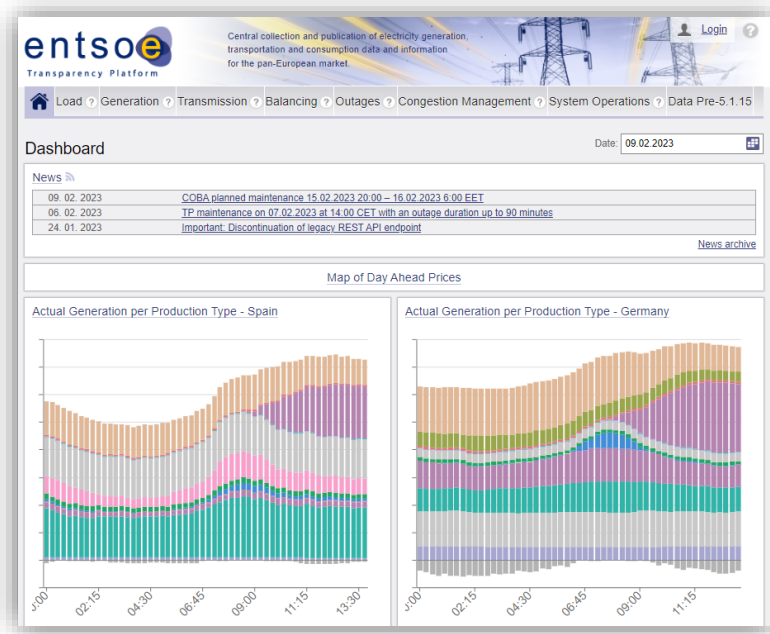 entsoe
Transparency Platform
Central collection and publication of electricity generation,
transportation and consumption data and information
for the pan-European market.
Login ?
Load ? Generation ? Transmission ? Balancing ? Outages ? Congestion Management ? System Operations ? Data Pre-5.1.15
Dashboard
Date: 09.02.2023
News
09. 02. 2023 COBA planned maintenance 15.02.2023 20:00 – 16.02.2023 6:00 EET
06. 02. 2023 TP maintenance on 07.02.2023 at 14:00 CET with an outage duration up to 90 minutes
24. 01. 2023 Important: Discontinuation of legacy REST API endpoint
News archive
Map of Day Ahead Prices
Actual Generation per Production Type - Spain
02:15 04:30 06:45 09:00 11:15 13:30
Actual Generation per Production Type - Germany
02:15 04:30 06:45 09:00 11:15